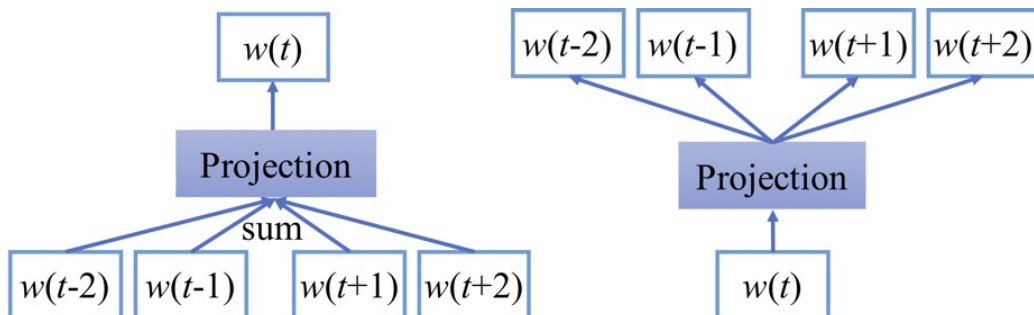 w(t)
Projection
sum
w(t-2) w(t-1) w(t+1) w(t+2)
w(t-2) w(t-1) w(t+1) w(t+2)
Projection
w(t)